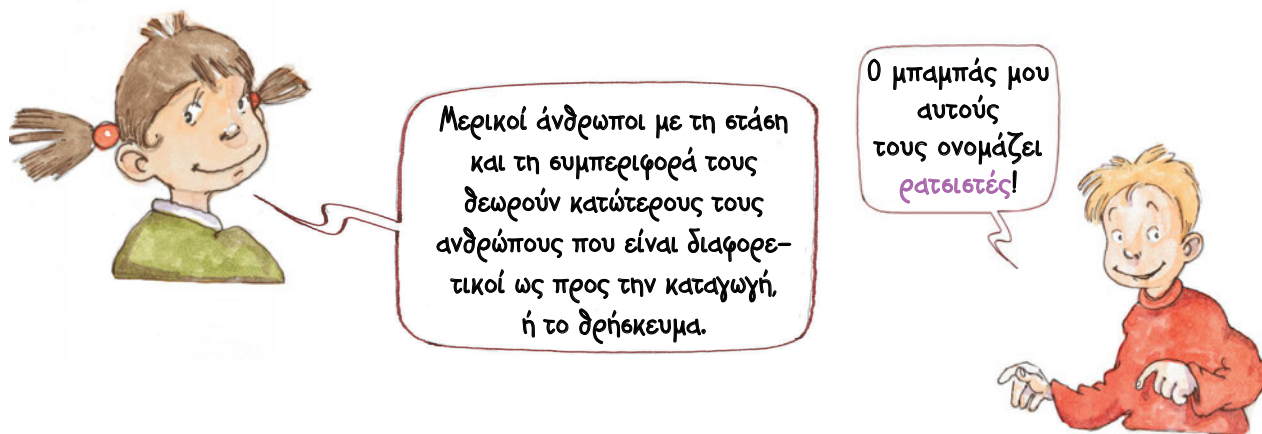 Μερικοί άνθρωποι με τη στάση
και τη συμπεριφορά τους
θεωρούν κατώτερους τους
ανθρώπους που είναι διαφορε-
τικοί ως προς την καταγωγή,
ή το θρήσκευμα.
Ο μπαμπάς μου
αυτούς
τους ονομάζει
ρατσιστές!